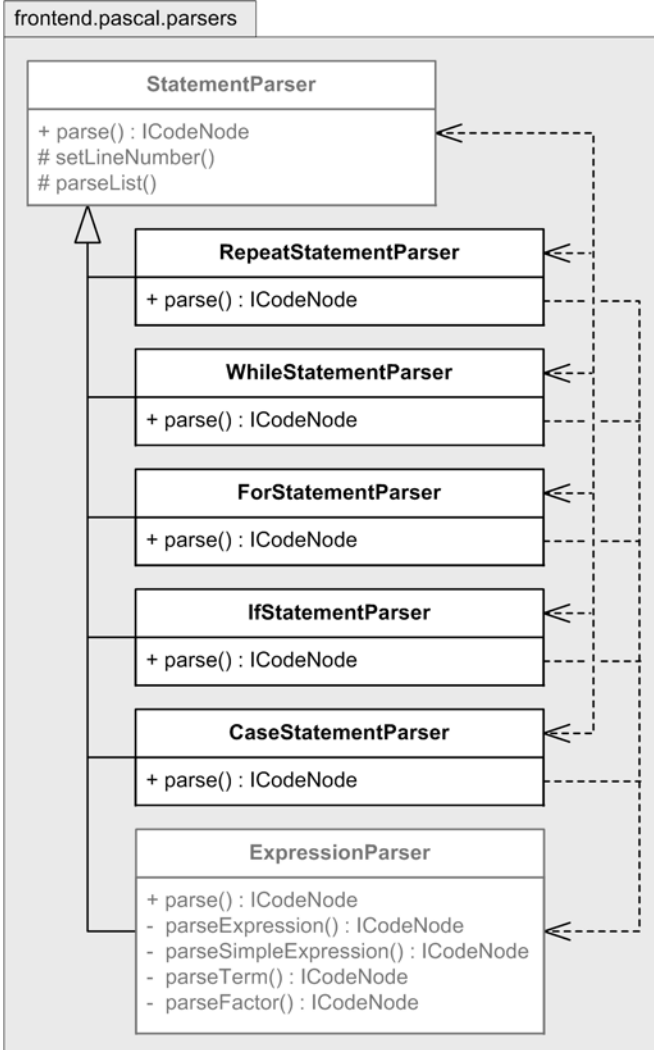 frontend.pascal.parsers
StatementParser
+ parse() : ICodeNode
# setLineNumber()
# parseList()
RepeatStatementParser
+ parse() : ICodeNode
WhileStatementParser
+ parse() : ICodeNode
ForStatementParser
+ parse() : ICodeNode
IfStatementParser
+ parse() : ICodeNode
CaseStatementParser
+ parse() : ICodeNode
ExpressionParser
+ parse() : ICodeNode
- parseExpression() : ICodeNode
- parseSimpleExpression() : ICodeNode
- parseTerm() : ICodeNode
- parseFactor() : ICodeNode